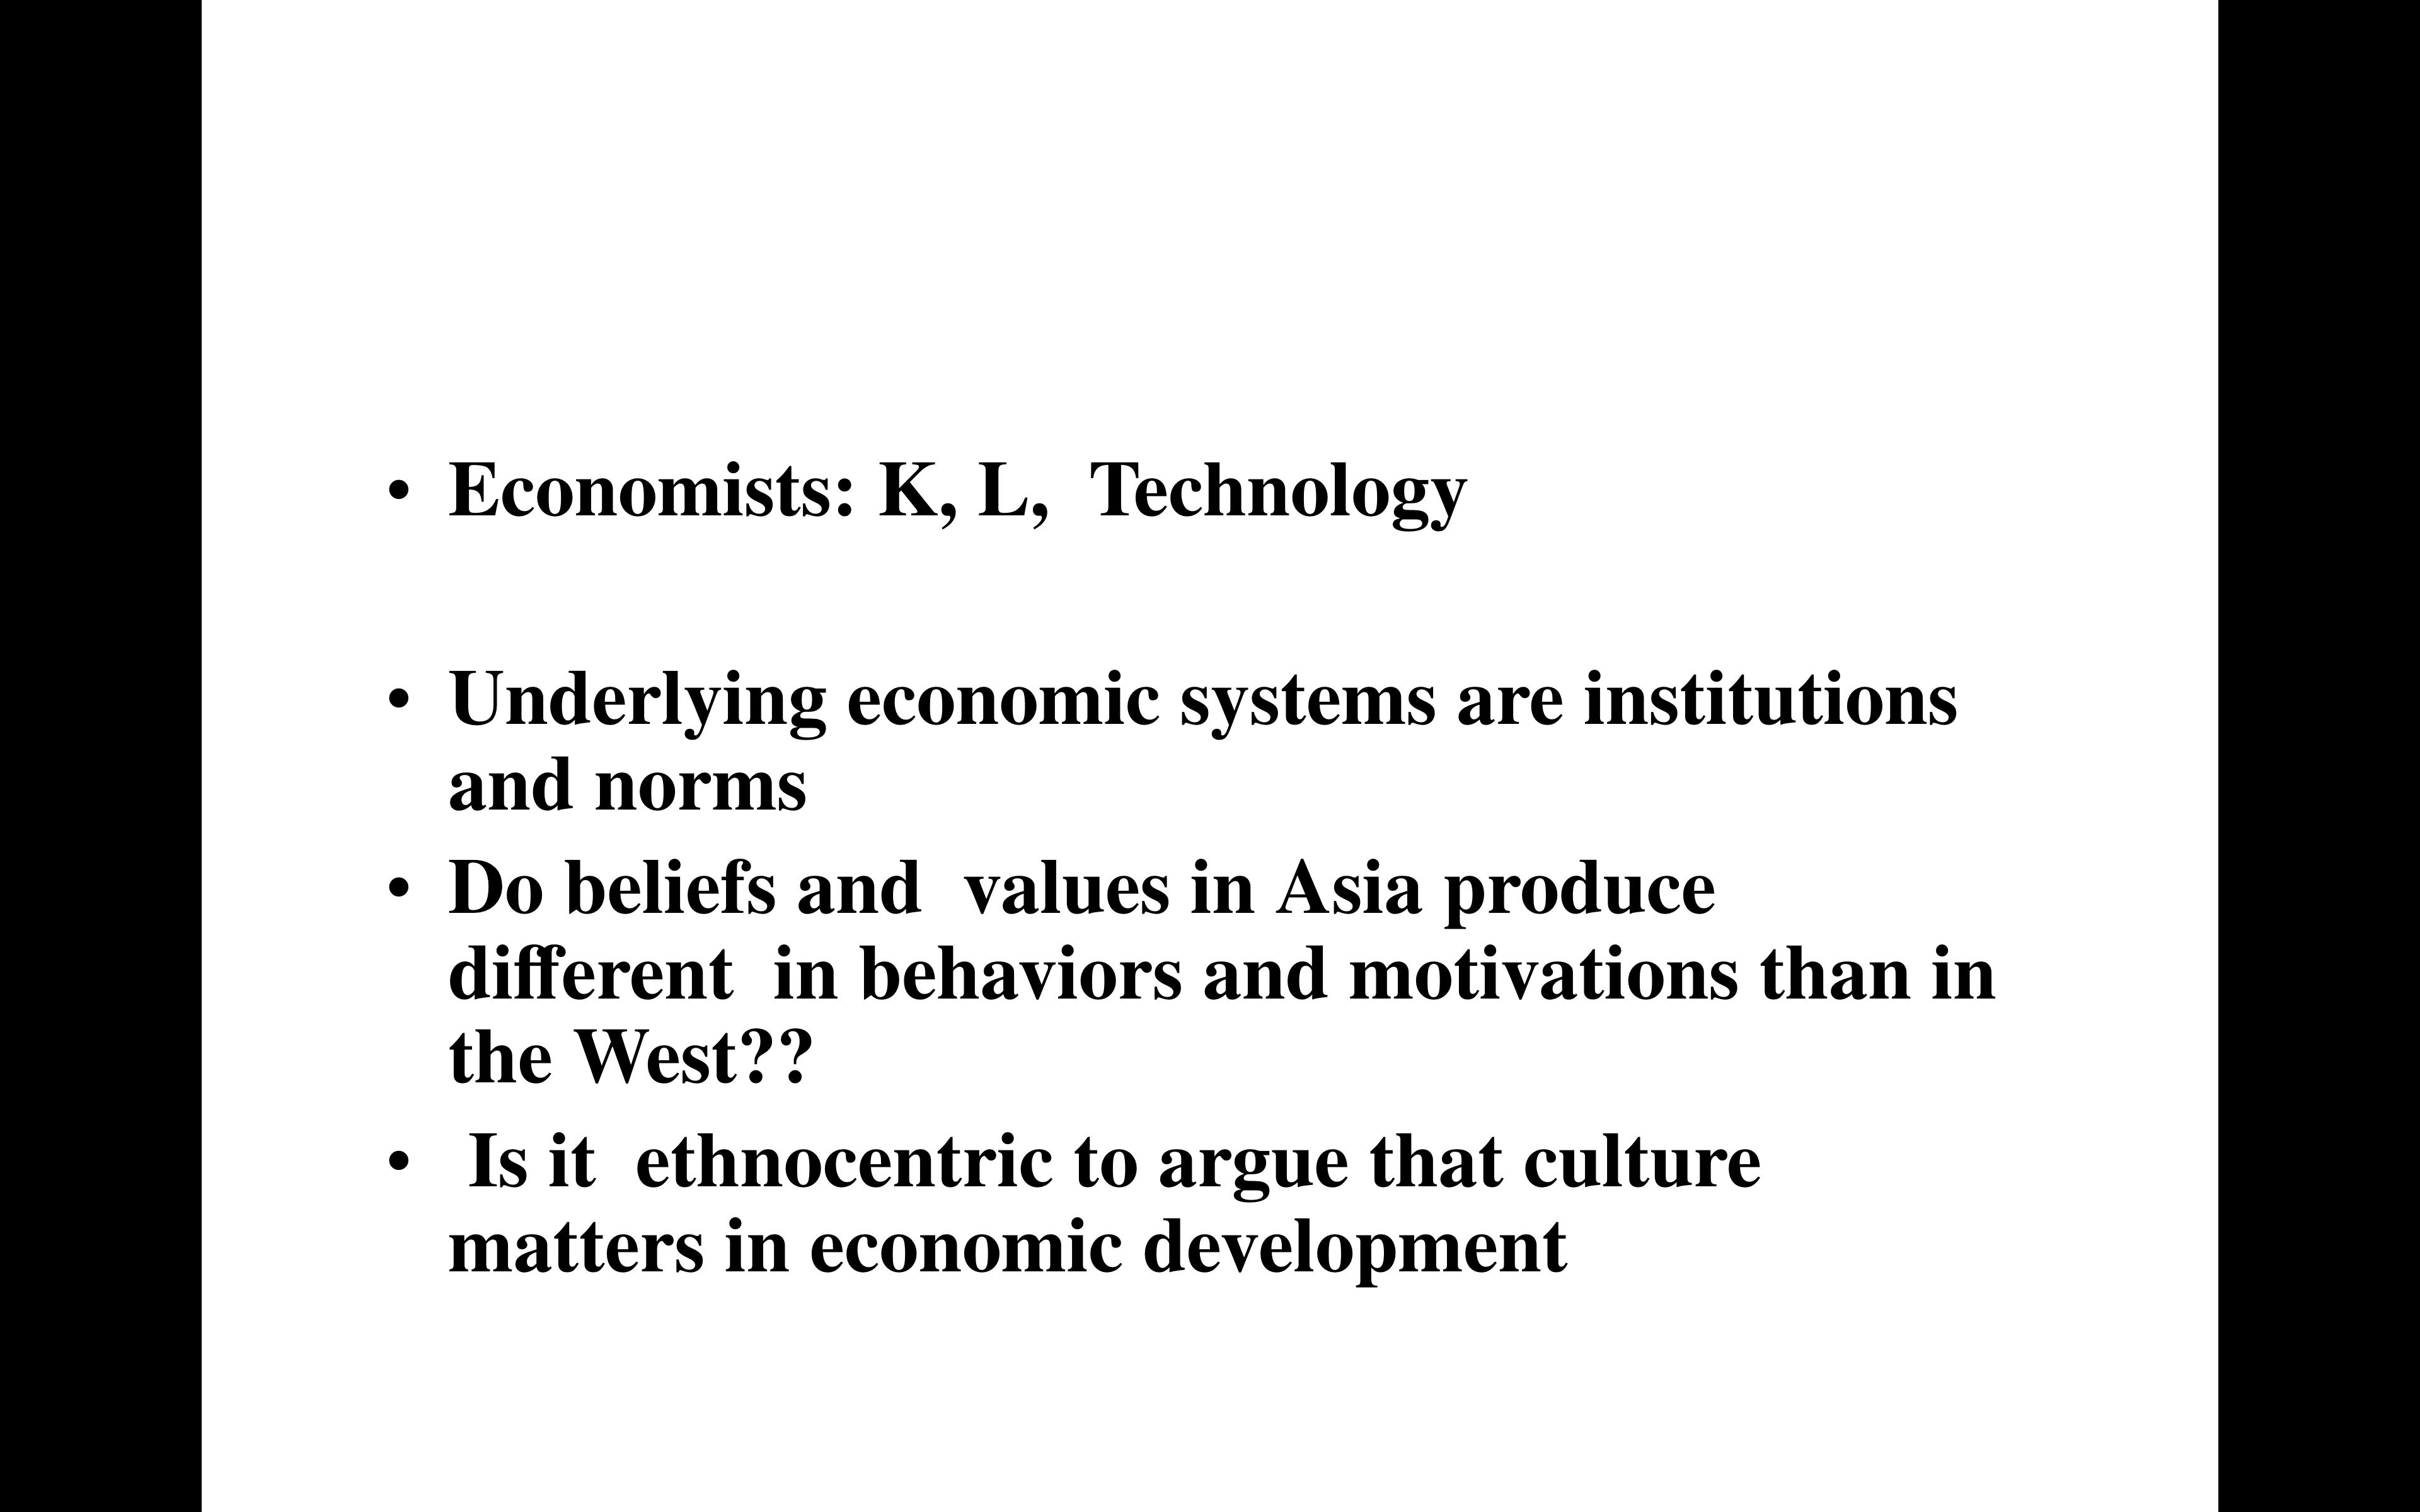 • Economists: K, L,  Technology
• Underlying economic systems are institutions
and norms
• Do beliefs and  values in Asia produce
different  in behaviors and motivations than in
the West??
•  Is it  ethnocentric to argue that culture
matters in economic development